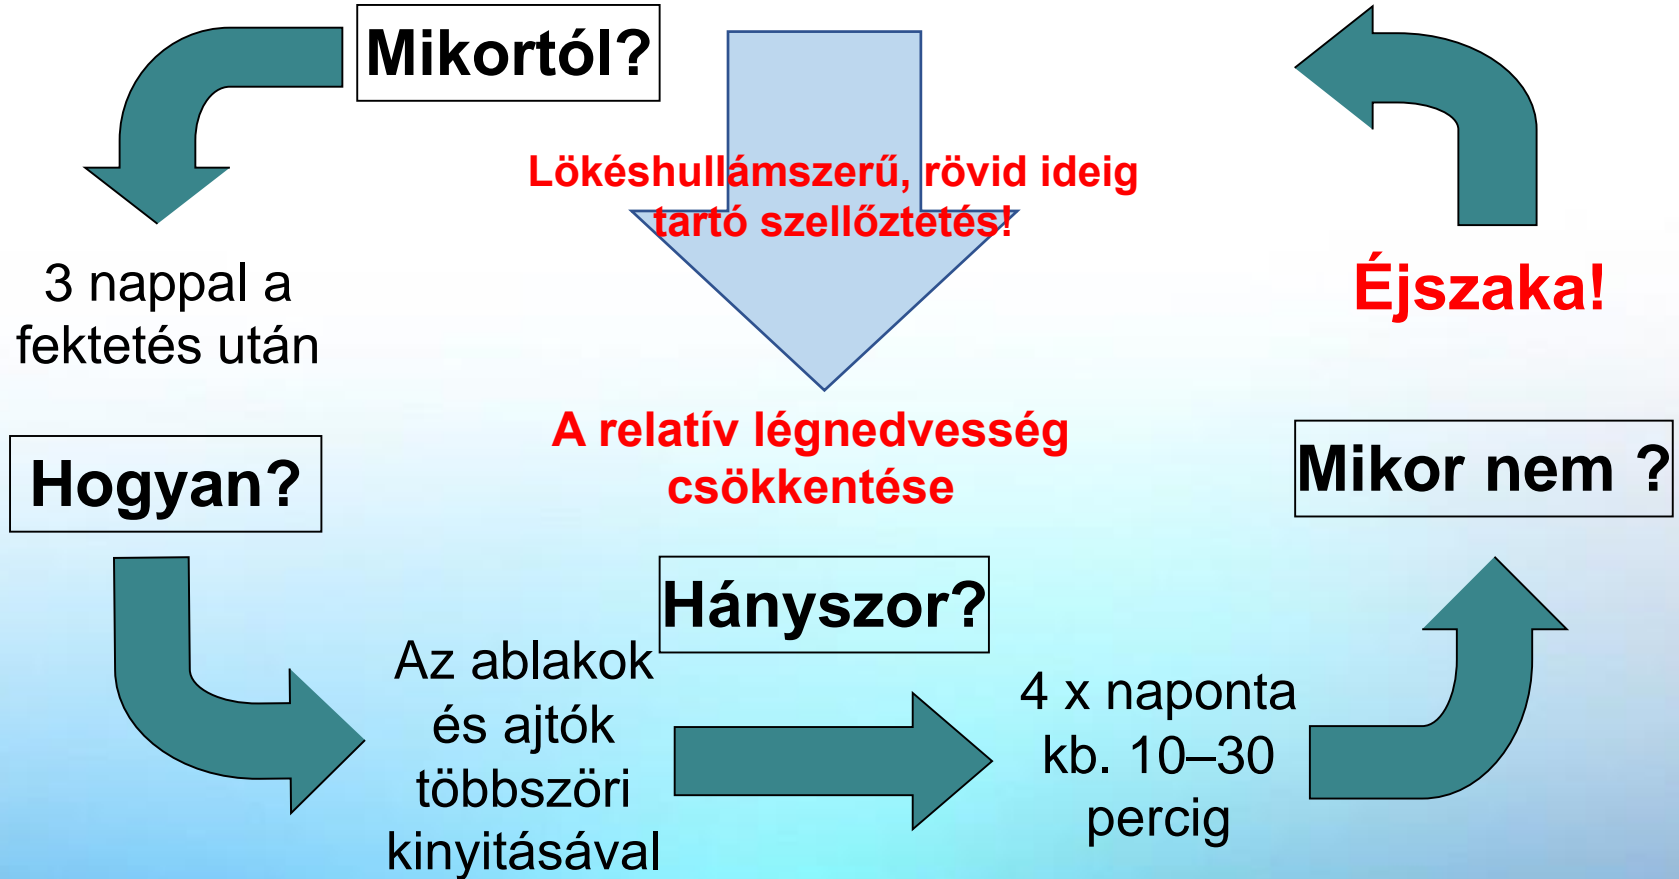 Mikortól?
Lökéshullámszerű, rövid ideig
tartó szellőztetés!
3 nappal a
fektetés után
Éjszaka!
A relatív légnedvesség
csökkentése
Hogyan?
Mikor nem ?
Hányszor?
Az ablakok
és ajtók
többszöri
kinyitásával
4 x naponta
kb. 10–30
percig